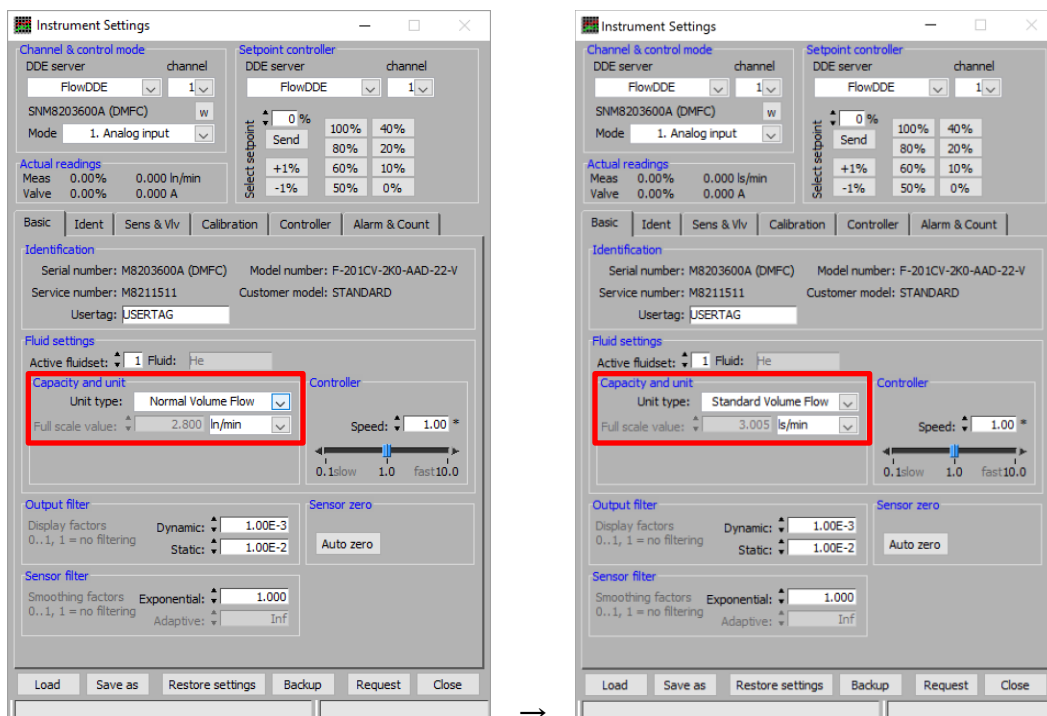 Instrument Settings
Channel & control mode
DDE server channel
FlowDDE 1
SNM8203600A (DMFC) w
Mode 1. Analog input
Actual readings
Meas 0.00% 0.000 ln/min
Valve 0.00% 0.000 A
Setpoint controller
DDE server channel
FlowDDE 1
Select setpoint
0 %
Send
+1%
-1%
100% 40%
80% 20%
60% 10%
50% 0%
Basic Ident Sens & Vlv Calibration Controller Alarm & Count
Identification
Serial number: M8203600A (DMFC) Model number: F-201CV-2K0-AAD-22-V
Service number: M8211511 Customer model: STANDARD
Usertag: USERTAG
Fluid settings
Active fluidset: 1 Fluid: He
Capacity and unit
Unit type: Normal Volume Flow
Full scale value: 2.800 ln/min
Controller
Speed: 1.00 *
0.1slow 1.0 fast10.0
Output filter
Display factors
0..1, 1 = no filtering
Dynamic: 1.00E-3
Static: 1.00E-2
Sensor zero
Auto zero
Sensor filter
Smoothing factors
0..1, 1 = no filtering
Exponential: 1.000
Adaptive: Inf
Load Save as Restore settings Backup Request Close
→
Instrument Settings
Channel & control mode
DDE server channel
FlowDDE 1
SNM8203600A (DMFC) w
Mode 1. Analog input
Actual readings
Meas 0.00% 0.000 ls/min
Valve 0.00% 0.000 A
Setpoint controller
DDE server channel
FlowDDE 1
Select setpoint
0 %
Send
+1%
-1%
100% 40%
80% 20%
60% 10%
50% 0%
Basic Ident Sens & Vlv Calibration Controller Alarm & Count
Identification
Serial number: M8203600A (DMFC) Model number: F-201CV-2K0-AAD-22-V
Service number: M8211511 Customer model: STANDARD
Usertag: USERTAG
Fluid settings
Active fluidset: 1 Fluid: He
Capacity and unit
Unit type: Standard Volume Flow
Full scale value: 3.005 ls/min
Controller
Speed: 1.00 *
0.1slow 1.0 fast10.0
Output filter
Display factors
0..1, 1 = no filtering
Dynamic: 1.00E-3
Static: 1.00E-2
Sensor zero
Auto zero
Sensor filter
Smoothing factors
0..1, 1 = no filtering
Exponential: 1.000
Adaptive: Inf
Load Save as Restore settings Backup Request Close